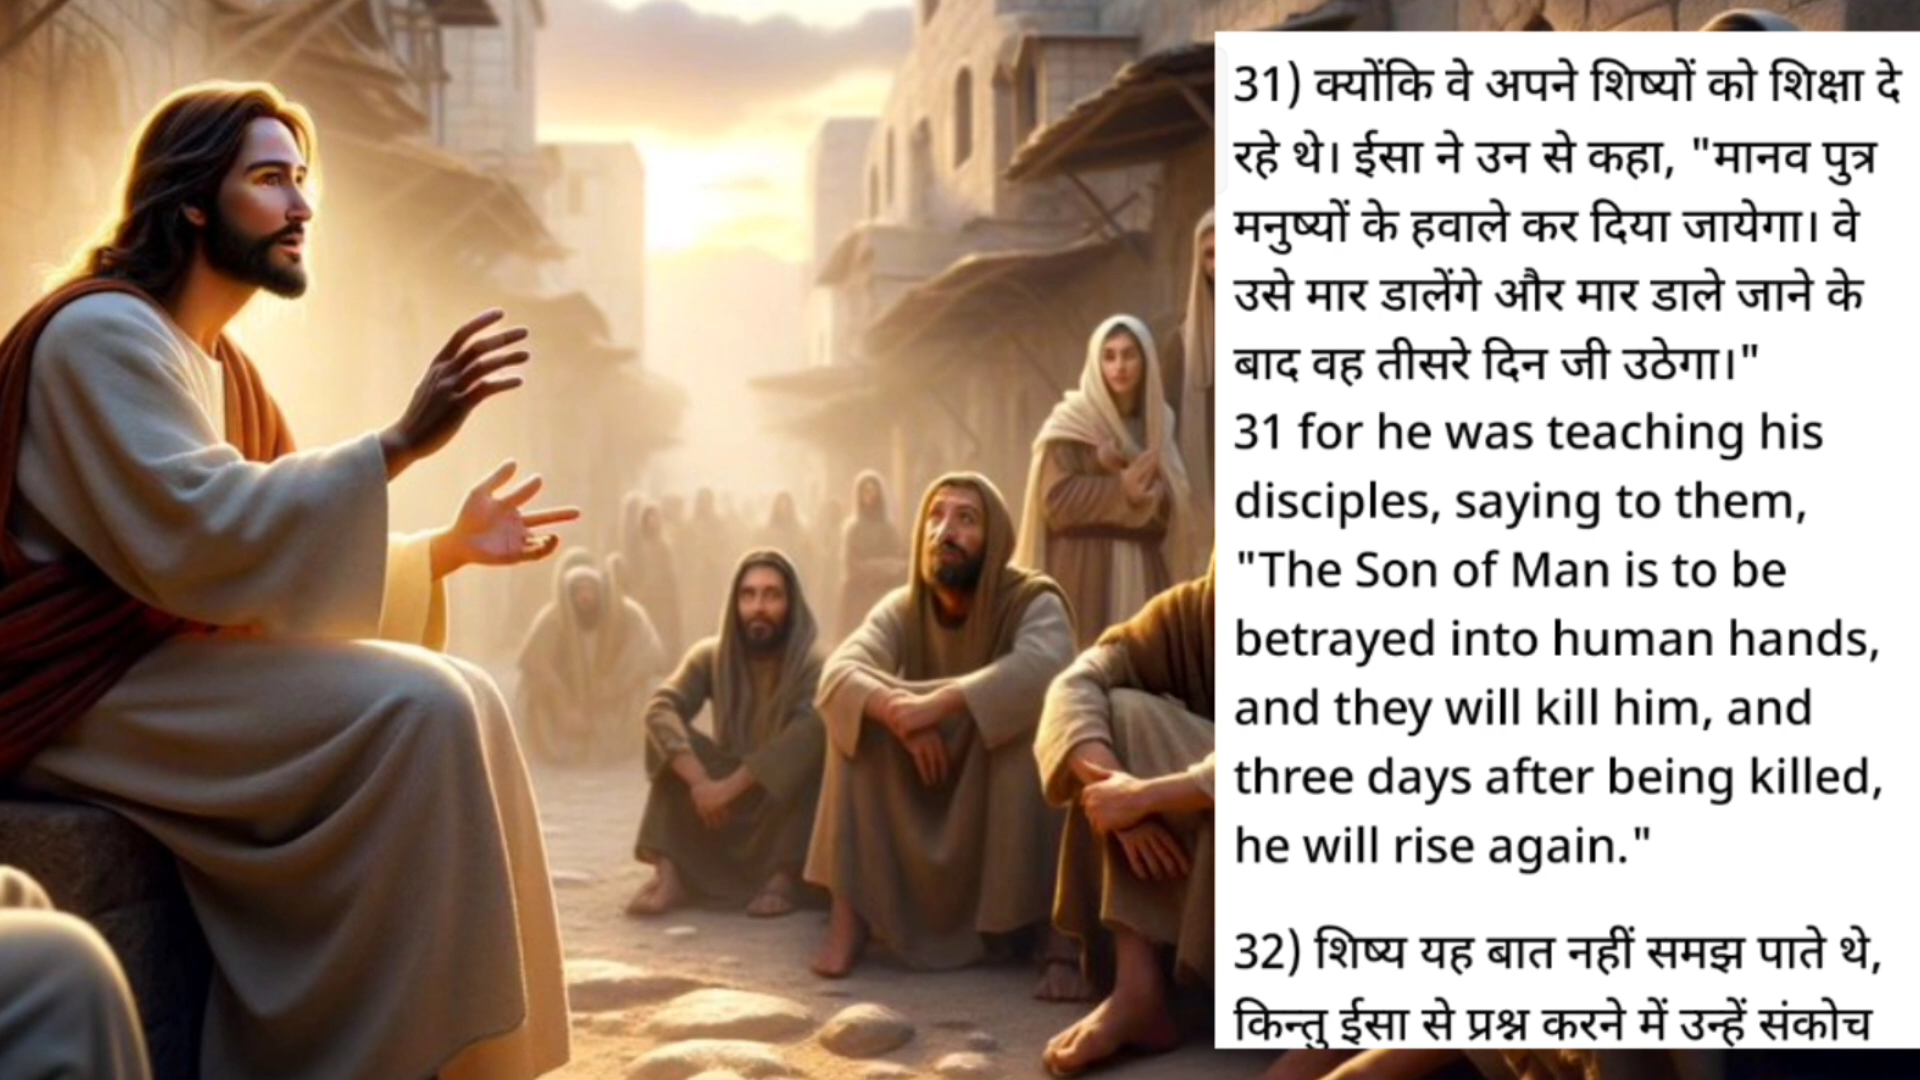 31) क्योंकि वे अपने शिष्यों को शिक्षा दे
रहे थे। ईसा ने उन से कहा, "मानव पुत्र
मनुष्यों के हवाले कर दिया जायेगा। वे
उसे मार डालेंगे और मार डाले जाने के
बाद वह तीसरे दिन जी उठेगा।"
31 for he was teaching his
disciples, saying to them,
"The Son of Man is to be
betrayed into human hands,
and they will kill him, and
three days after being killed,
he will rise again."
32) शिष्य यह बात नहीं समझ पाते थे,
किन्तु ईसा से प्रश्न करने में उन्हें संकोच